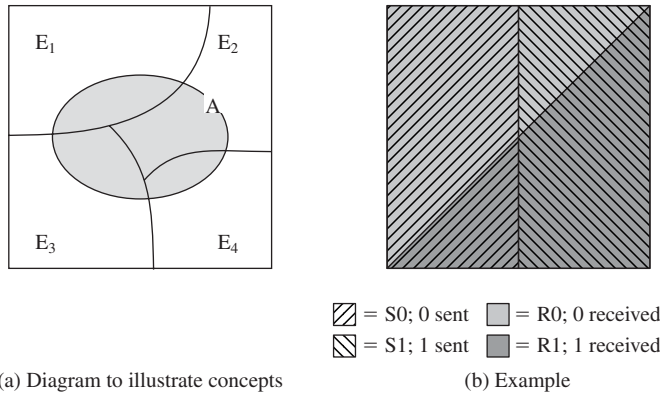 E₁
E₂
A
E₃
E₄
= S0; 0 sent
= R0; 0 received
= S1; 1 sent
= R1; 1 received
(a) Diagram to illustrate concepts
(b) Example